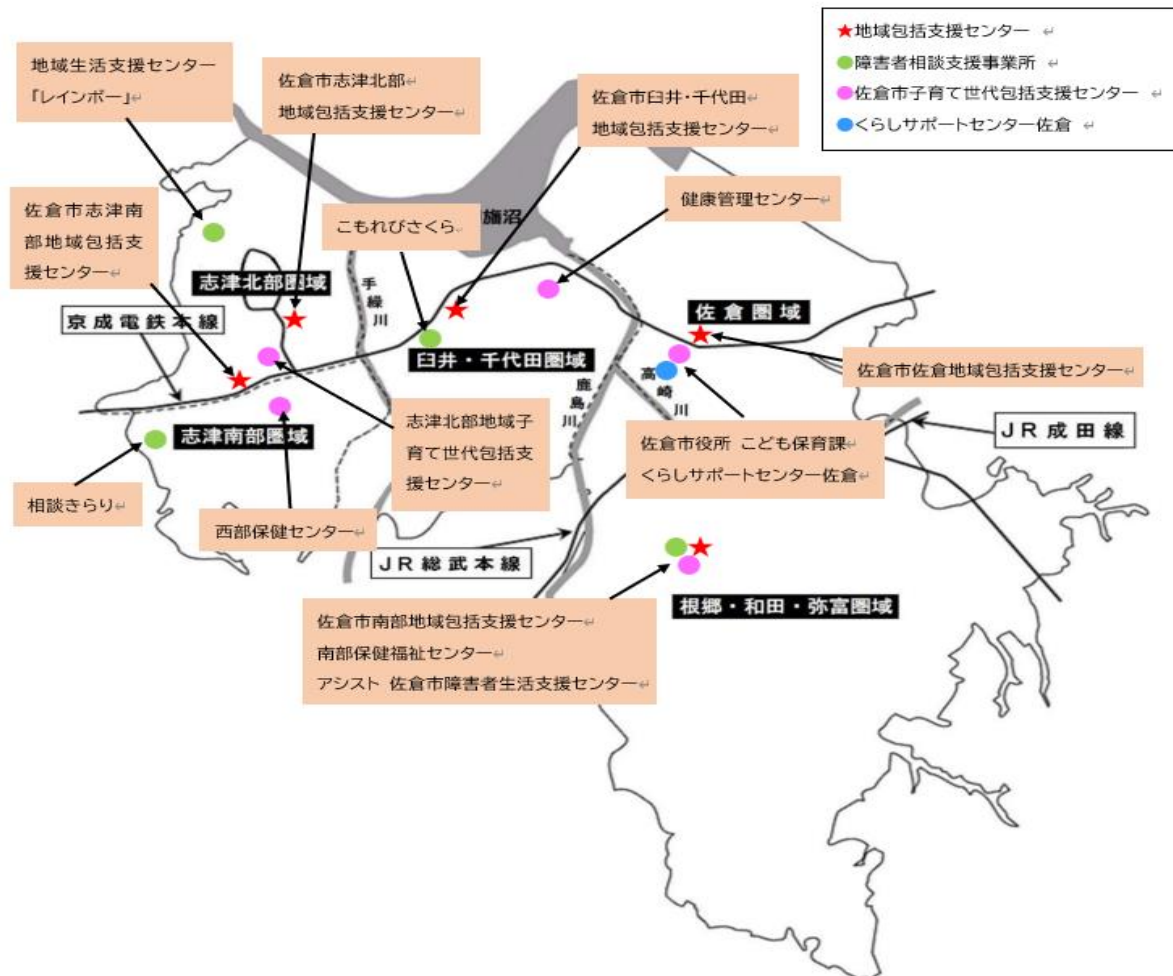 ★地域包括支援センター
●障害者相談支援事業所
●佐倉市子育て世代包括支援センター
●くらしサポートセンター佐倉
地域生活支援センター
「レインボー」
佐倉市志津北部
地域包括支援センター
佐倉市臼井・千代田
地域包括支援センター
佐倉市志津南
部地域包括支
援センター
こもれびさくら
健康管理センター
施沼
志津北部圏域
手繰川
京成電鉄本線
佐倉圏域
臼井・千代田圏域
高崎川
鹿島川
佐倉市佐倉地域包括支援センター
志津南部圏域
志津北部地域子
育て世代包括支
援センター
佐倉市役所 こども保育課
くらしサポートセンター佐倉
JR成田線
相談きらり
西部保健センター
JR総武本線
根郷・和田・弥富圏域
佐倉市南部地域包括支援センター
南部保健福祉センター
アシスト 佐倉市障害者生活支援センター